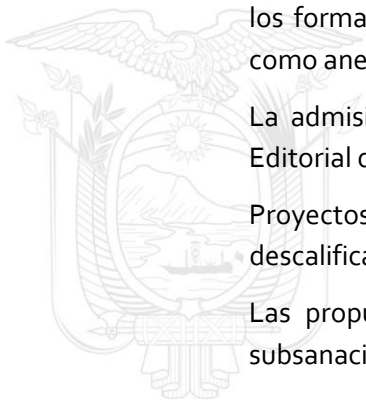 los forma
como ane
La admisi
Editorial d
Proyectos
descalifica
Las propu
subsanaci